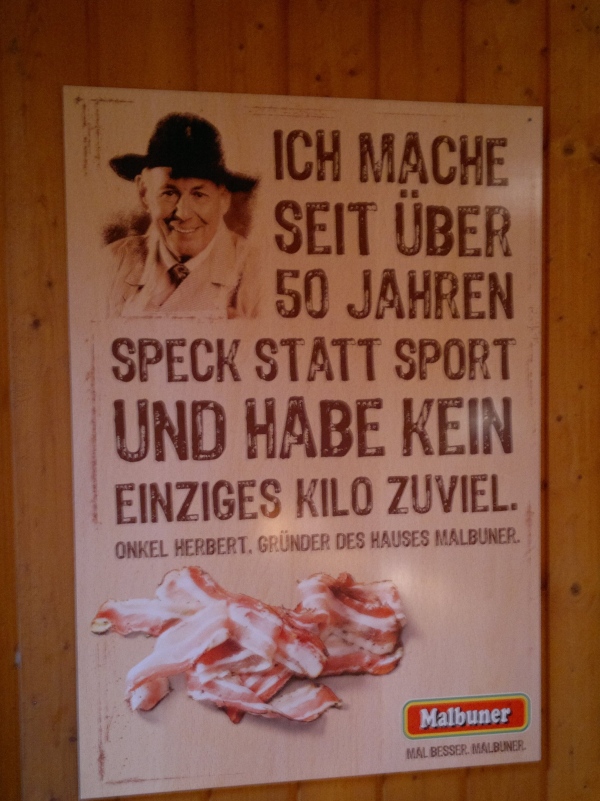 ICH MACHE
SEIT ÜBER
50 JAHREN
SPECK STATT SPORT
UND HABE KEIN
EINZIGES KILO ZUVIEL.
ONKEL HERBERT, GRÜNDER DES HAUSES MALBUNER.
Malbuner
MAL BESSER. MALBUNER.